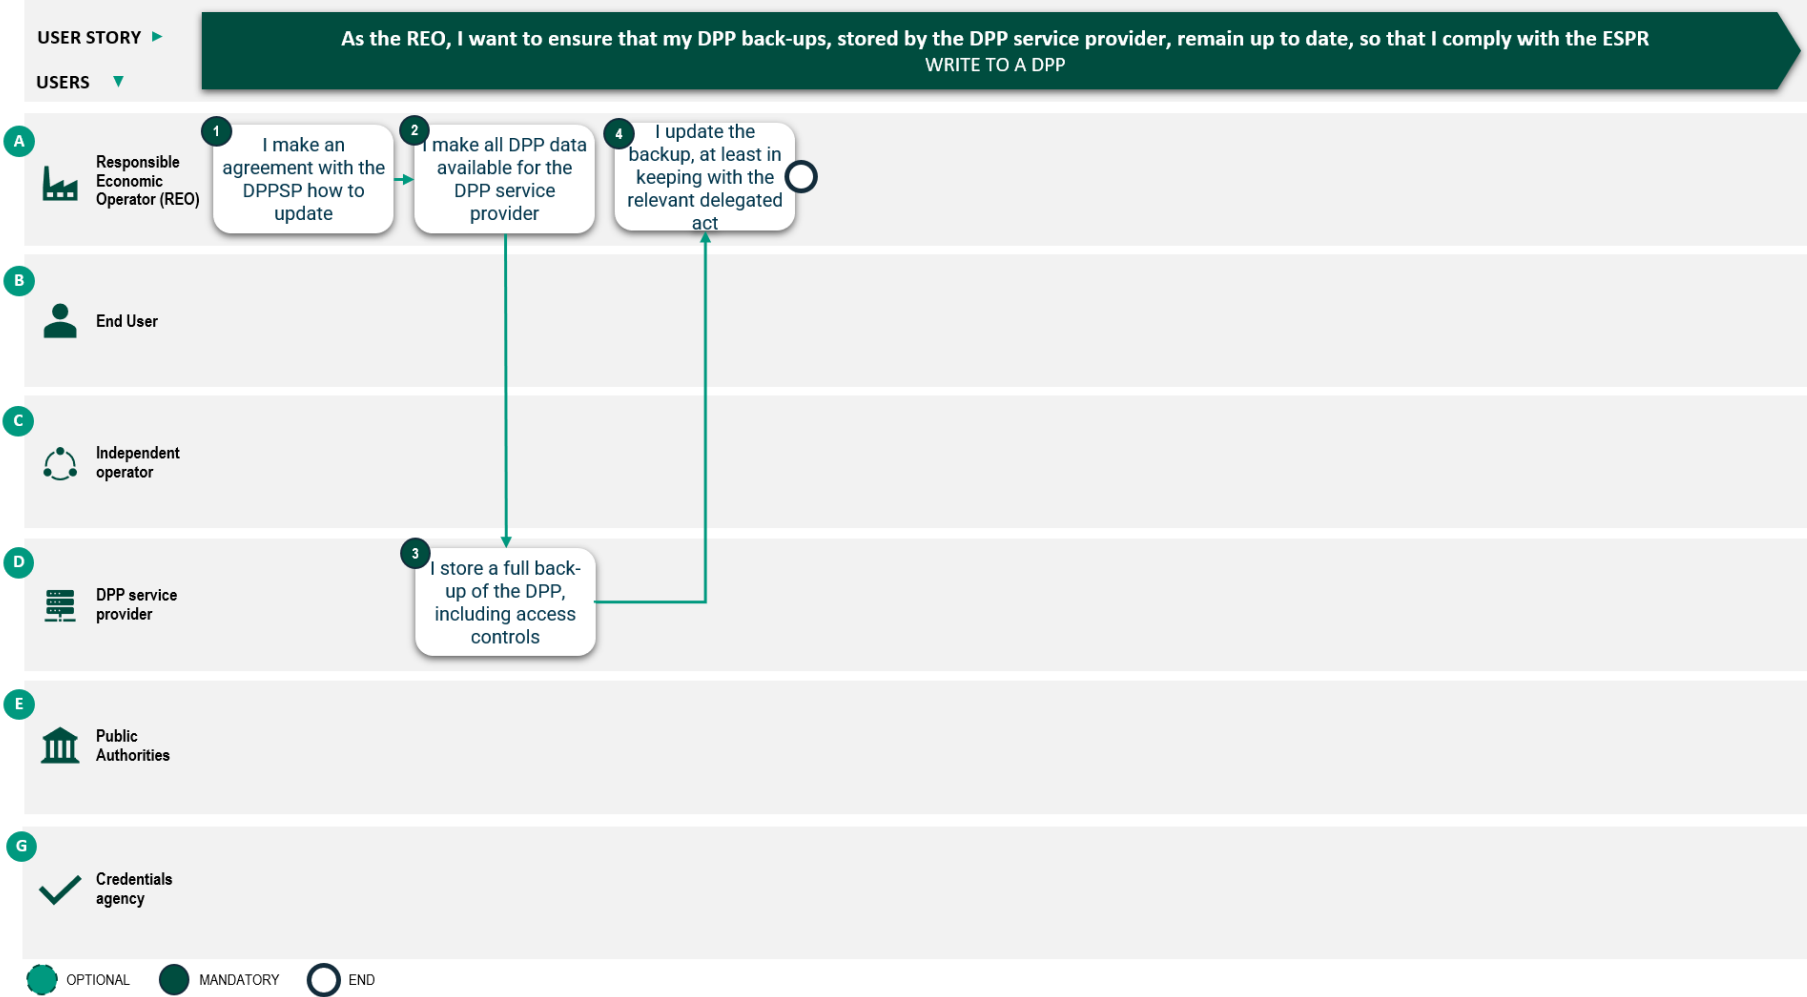 USER STORY
As the REO, I want to ensure that my DPP back-ups, stored by the DPP service provider, remain up to date, so that I comply with the ESPR
WRITE TO A DPP
USERS
A
Responsible
Economic
Operator (REO)
1
I make an
agreement with the
DPPSP how to
update
2
I make all DPP data
available for the
DPP service
provider
4
I update the
backup, at least in
keeping with the
relevant delegated
act
B
End User
C
Independent
operator
D
DPP service
provider
3
I store a full back-
up of the DPP,
including access
controls
E
Public
Authorities
G
Credentials
agency
OPTIONAL
MANDATORY
END